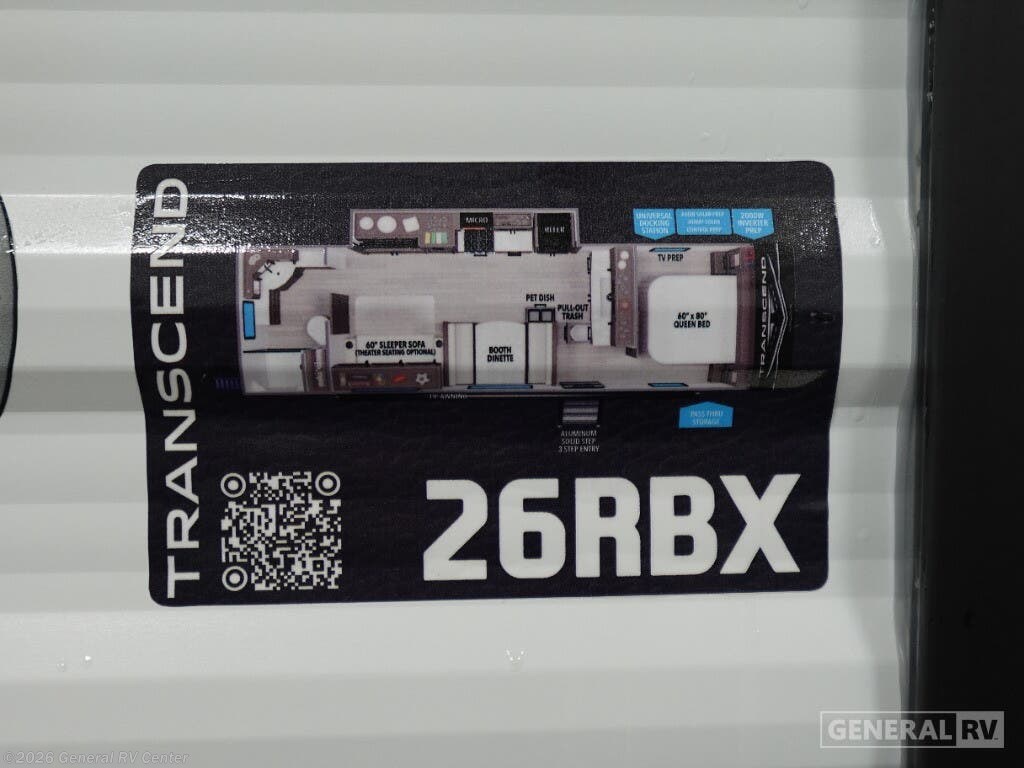 TRANSCEND
UNIVERSAL
DOCKING
STATION
2000W
INVERTER
PREP
MICRO
REFER
TV PREP
PET DISH
PULL-OUT
TRASH
60" x 80"
QUEEN BED
60" SLEEPER SOFA
(THEATER SEATING OPTIONAL)
BOOTH
DINETTE
TRANSCEND
PASS THRU
STORAGE
ALUMINUM
SOLID STEP
3 STEP ENTRY
26RBX
GENERAL RV
©2026 General RV Center